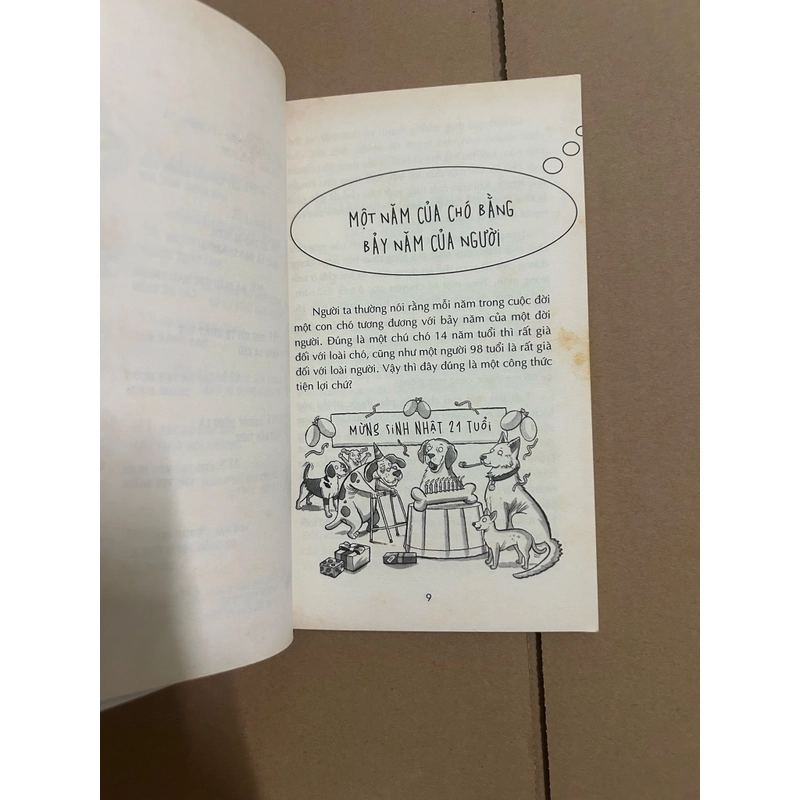 MỘT NĂM CỦA CHÓ BẰNG
BẢY NĂM CỦA NGƯỜI
Người ta thường nói rằng mỗi năm trong cuộc đời
một con chó tương đương với bảy năm của một đời
người. Đúng là một chú chó 14 năm tuổi thì rất già
đối với loài chó, cũng như một người 98 tuổi là rất già
đối với loài người. Vậy thì đây đúng là một công thức
tiện lợi chứ?
MỪNG SINH NHẬT 21 TUỔI
9